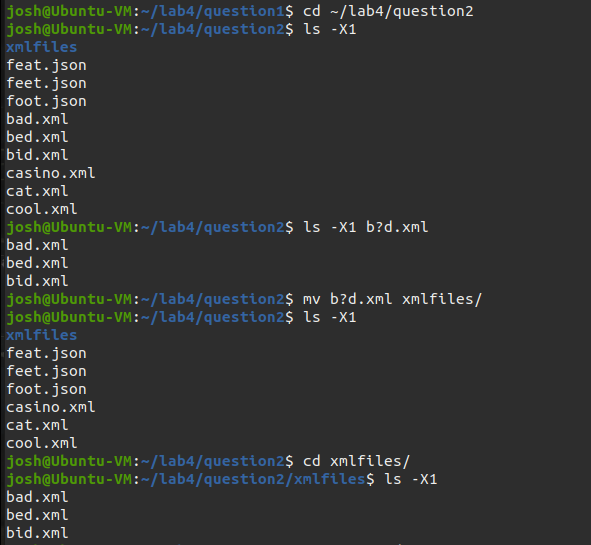 josh@Ubuntu-VM:~/lab4/question1$ cd ~/lab4/question2
josh@Ubuntu-VM:~/lab4/question2$ ls -X1
xmlfiles
feat.json
feet.json
foot.json
bad.xml
bed.xml
bid.xml
casino.xml
cat.xml
cool.xml
josh@Ubuntu-VM:~/lab4/question2$ ls -X1 b?d.xml
bad.xml
bed.xml
bid.xml
josh@Ubuntu-VM:~/lab4/question2$ mv b?d.xml xmlfiles/
josh@Ubuntu-VM:~/lab4/question2$ ls -X1
xmlfiles
feat.json
feet.json
foot.json
casino.xml
cat.xml
cool.xml
josh@Ubuntu-VM:~/lab4/question2$ cd xmlfiles/
josh@Ubuntu-VM:~/lab4/question2/xmlfiles$ ls -X1
bad.xml
bed.xml
bid.xml